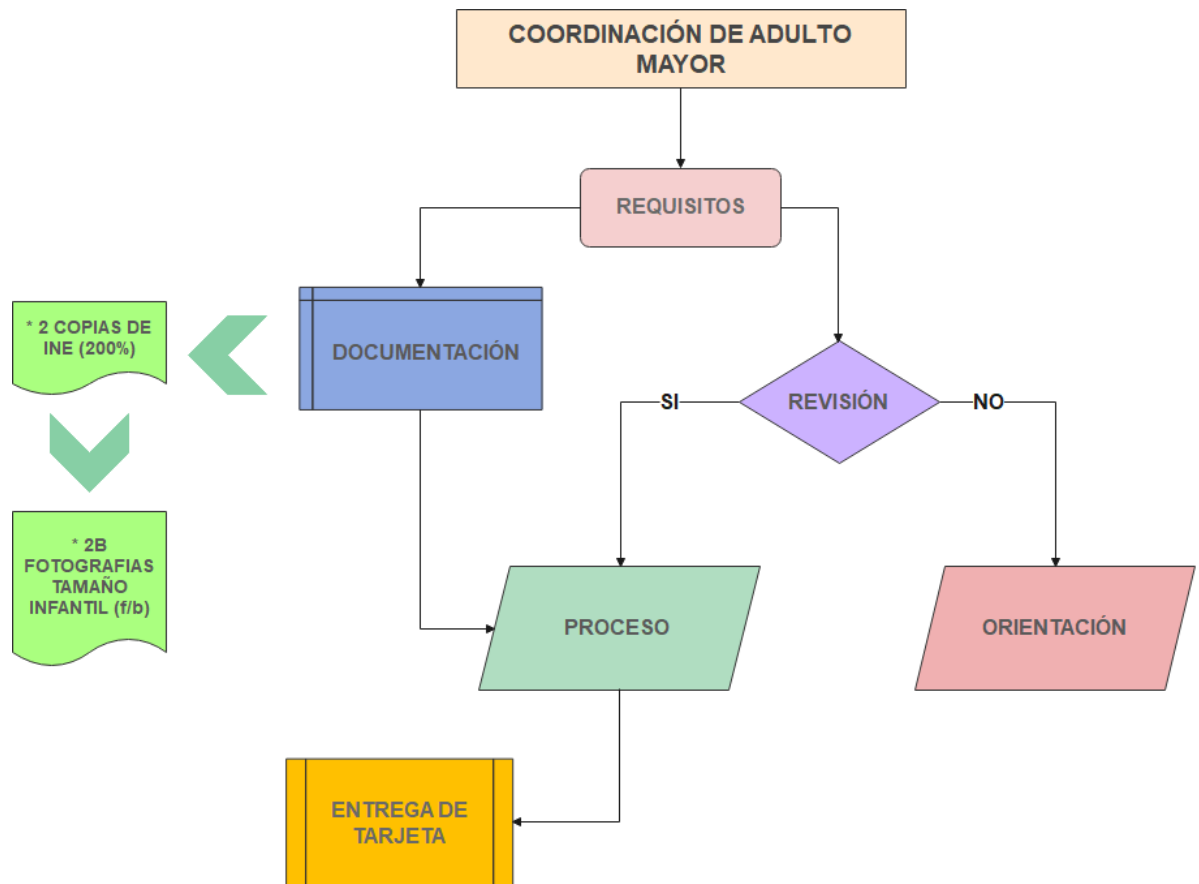 COORDINACIÓN DE ADULTO
MAYOR
REQUISITOS
* 2 COPIAS DE
INE (200%)
DOCUMENTACIÓN
REVISIÓN
SI
NO
* 2B
FOTOGRAFIAS
TAMAÑO
INFANTIL (f/b)
PROCESO
ORIENTACIÓN
ENTREGA DE
TARJETA